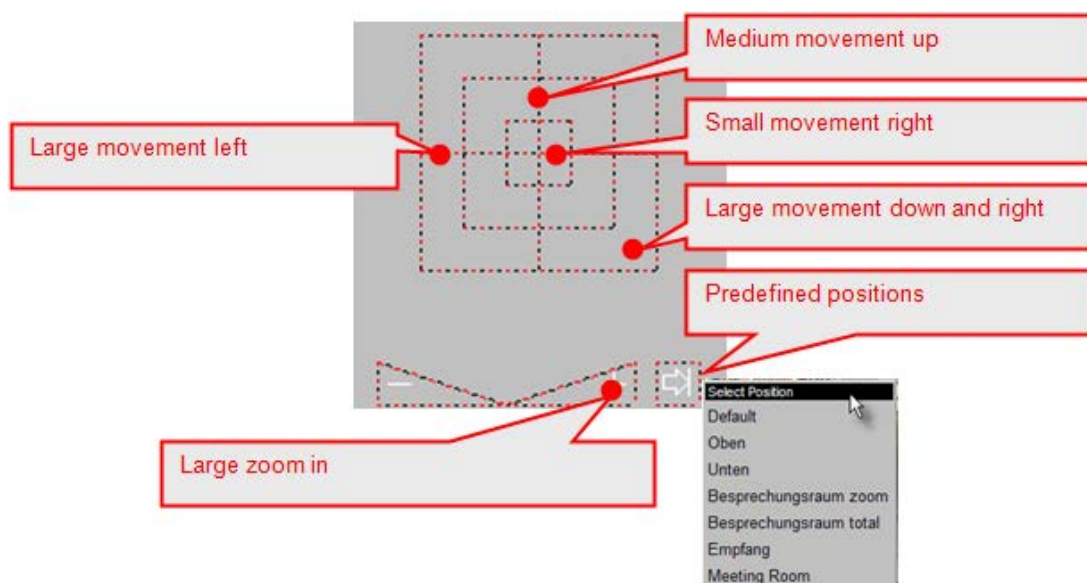 Medium movement up
Small movement right
Large movement left
Large movement down and right
Predefined positions
Large zoom in
Select Position
Default
Oben
Unten
Besprechungsraum zoom
Besprechungsraum total
Empfang
Meeting Room